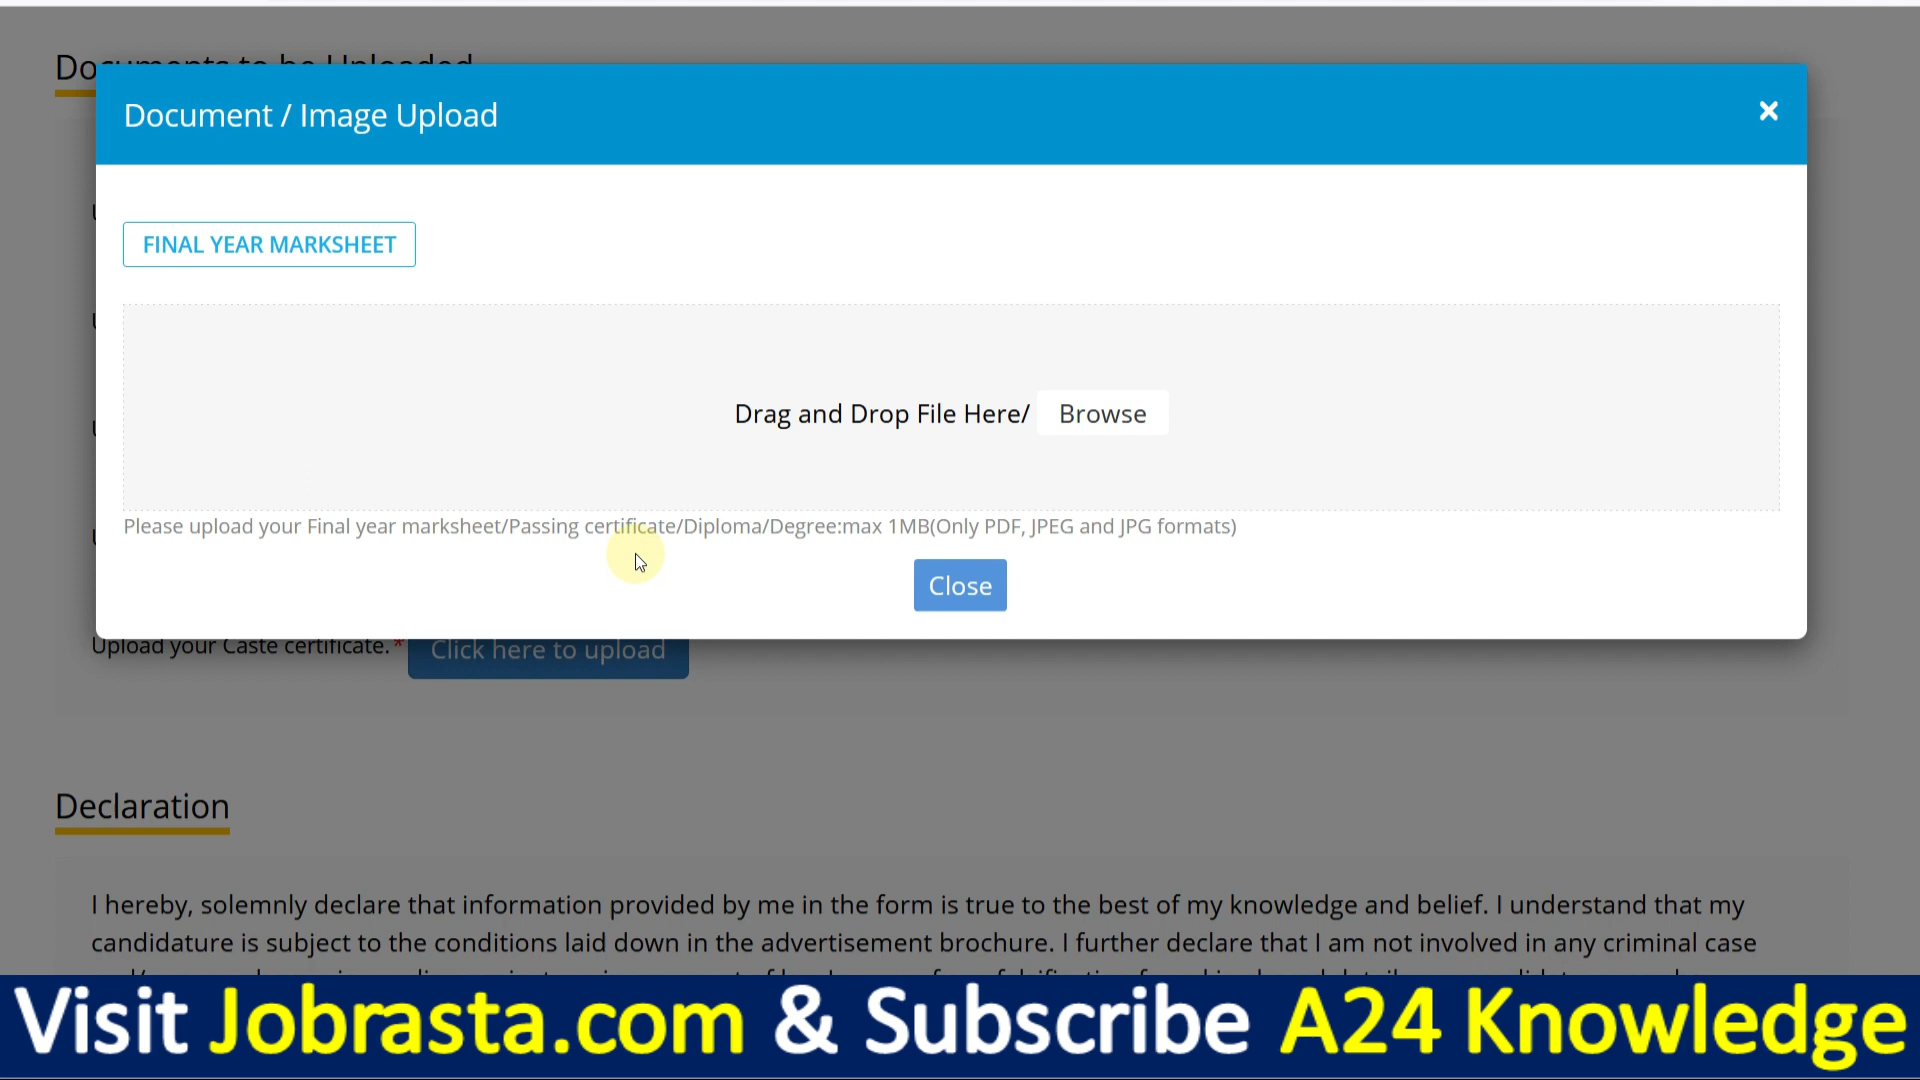 Documents to be Uploaded
Document / Image Upload
FINAL YEAR MARKSHEET
Drag and Drop File Here/ Browse
Please upload your Final year marksheet/Passing certificate/Diploma/Degree:max 1MB(Only PDF, JPEG and JPG formats)
Close
Upload your Caste certificate.* Click here to upload
Declaration
I hereby, solemnly declare that information provided by me in the form is true to the best of my knowledge and belief. I understand that my
candidature is subject to the conditions laid down in the advertisement brochure. I further declare that I am not involved in any criminal case
Visit Jobrasta.com & Subscribe A24 Knowledge